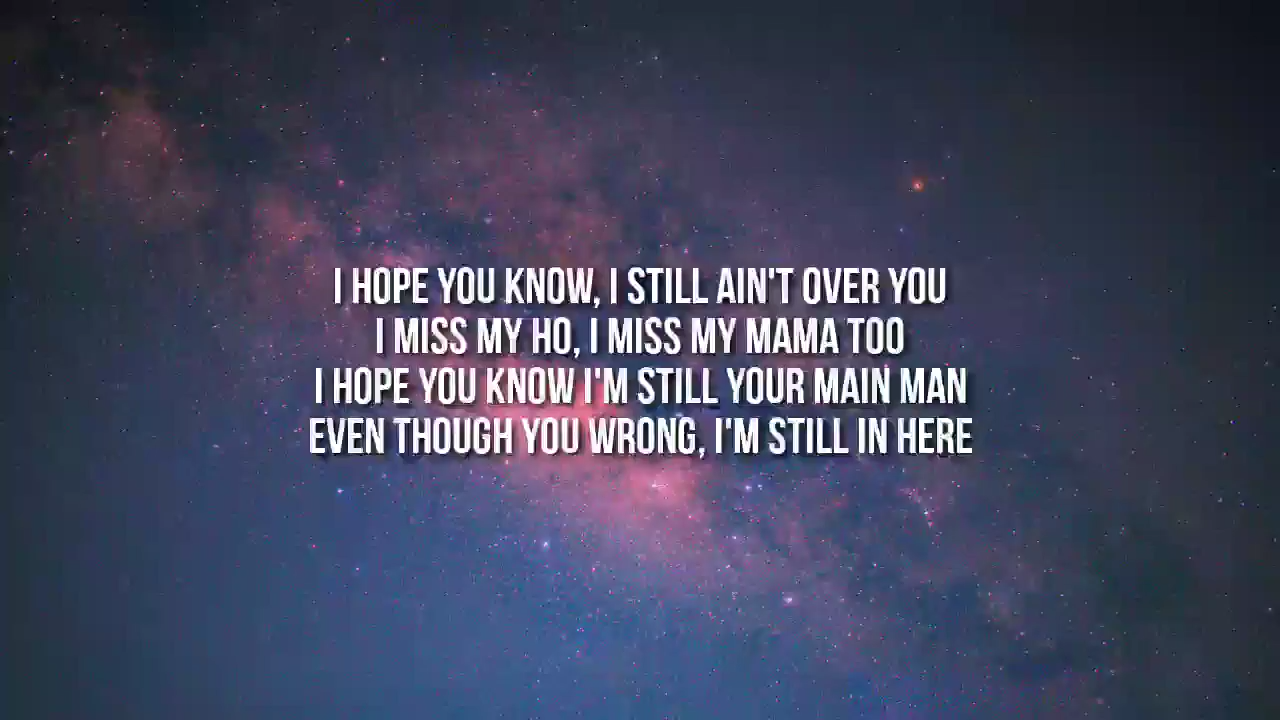 I HOPE YOU KNOW, I STILL AIN'T OVER YOU
I MISS MY HO, I MISS MY MAMA TOO
I HOPE YOU KNOW I'M STILL YOUR MAIN MAN
EVEN THOUGH YOU WRONG, I'M STILL IN HERE